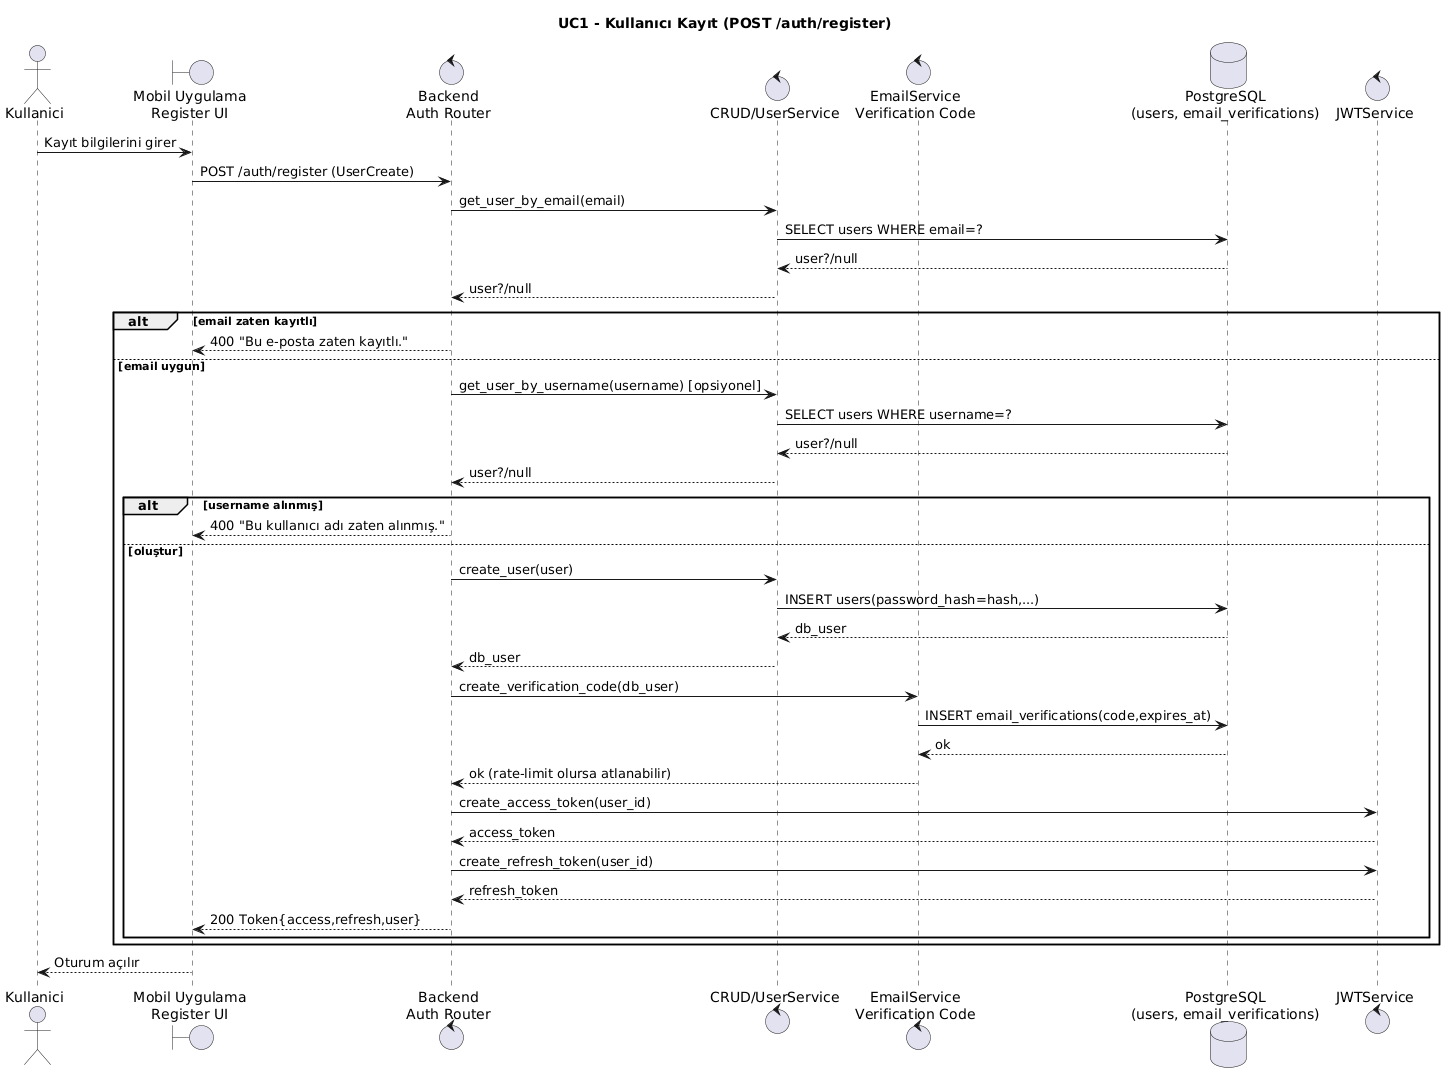 UC1 - Kullanıcı Kayıt (POST /auth/register)
Kullanici
Mobil Uygulama
Register UI
Backend
Auth Router
CRUD/UserService
EmailService
Verification Code
PostgreSQL
(users, email_verifications)
JWTService
Kayıt bilgilerini girer
POST /auth/register (UserCreate)
get_user_by_email(email)
SELECT users WHERE email=?
user?/null
user?/null
alt [email zaten kayıtlı]
400 "Bu e-posta zaten kayıtlı."
[email uygun]
get_user_by_username(username) [opsiyonel]
SELECT users WHERE username=?
user?/null
user?/null
alt [username alınmış]
400 "Bu kullanıcı adı zaten alınmış."
[oluştur]
create_user(user)
INSERT users(password_hash=hash,...)
db_user
db_user
create_verification_code(db_user)
INSERT email_verifications(code,expires_at)
ok
ok (rate-limit olursa atlanabilir)
create_access_token(user_id)
access_token
create_refresh_token(user_id)
refresh_token
200 Token{access,refresh,user}
Oturum açılır
Kullanici
Mobil Uygulama
Register UI
Backend
Auth Router
CRUD/UserService
EmailService
Verification Code
PostgreSQL
(users, email_verifications)
JWTService